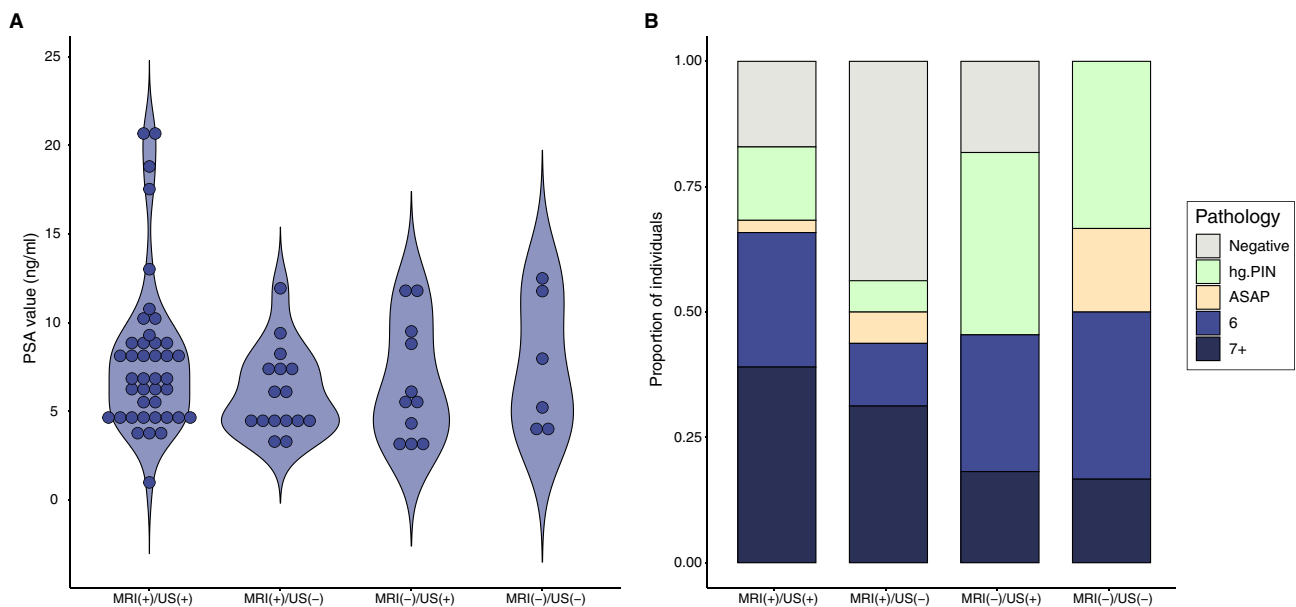 A
B
25
20
15
10
5
0
PSA value (ng/ml)
MRI(+)/US(+)
MRI(+)/US(−)
MRI(−)/US(+)
MRI(−)/US(−)
1.00
0.75
0.50
0.25
0.00
Proportion of individuals
MRI(+)/US(+)
MRI(+)/US(−)
MRI(−)/US(+)
MRI(−)/US(−)
Pathology
Negative
hg.PIN
ASAP
6
7+